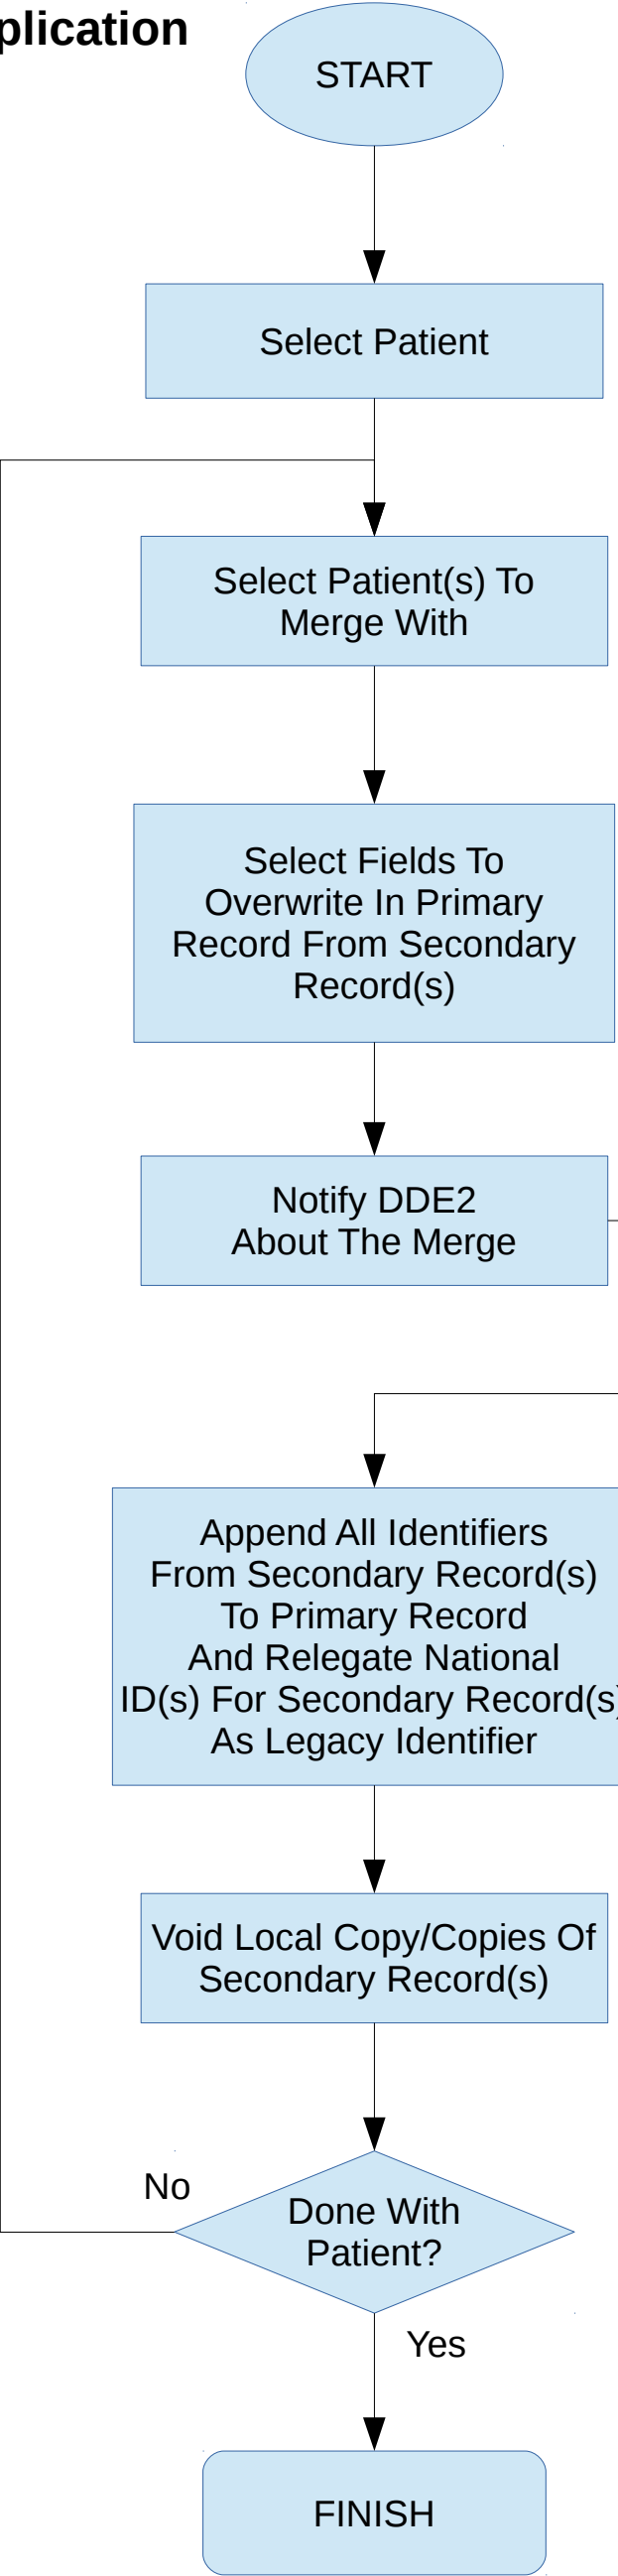 plication
START
Select Patient
Select Patient(s) To
Merge With
Select Fields To
Overwrite In Primary
Record From Secondary
Record(s)
Notify DDE2
About The Merge
Append All Identifiers
From Secondary Record(s)
To Primary Record
And Relegate National
ID(s) For Secondary Record(s)
As Legacy Identifier
Void Local Copy/Copies Of
Secondary Record(s)
No
Done With
Patient?
Yes
FINISH